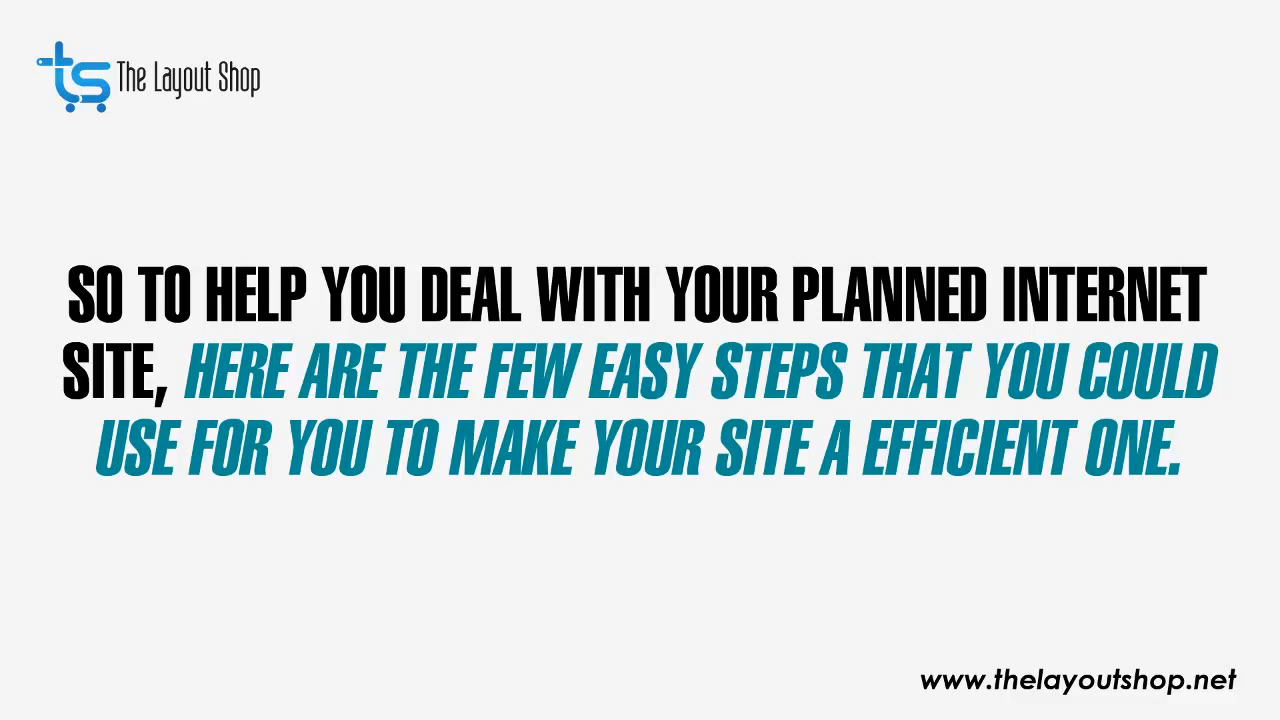 ts The Layout Shop
SO TO HELP YOU DEAL WITH YOUR PLANNED INTERNET
SITE, HERE ARE THE FEW EASY STEPS THAT YOU COULD
USE FOR YOU TO MAKE YOUR SITE A EFFICIENT ONE.
www.thelayoutshop.net